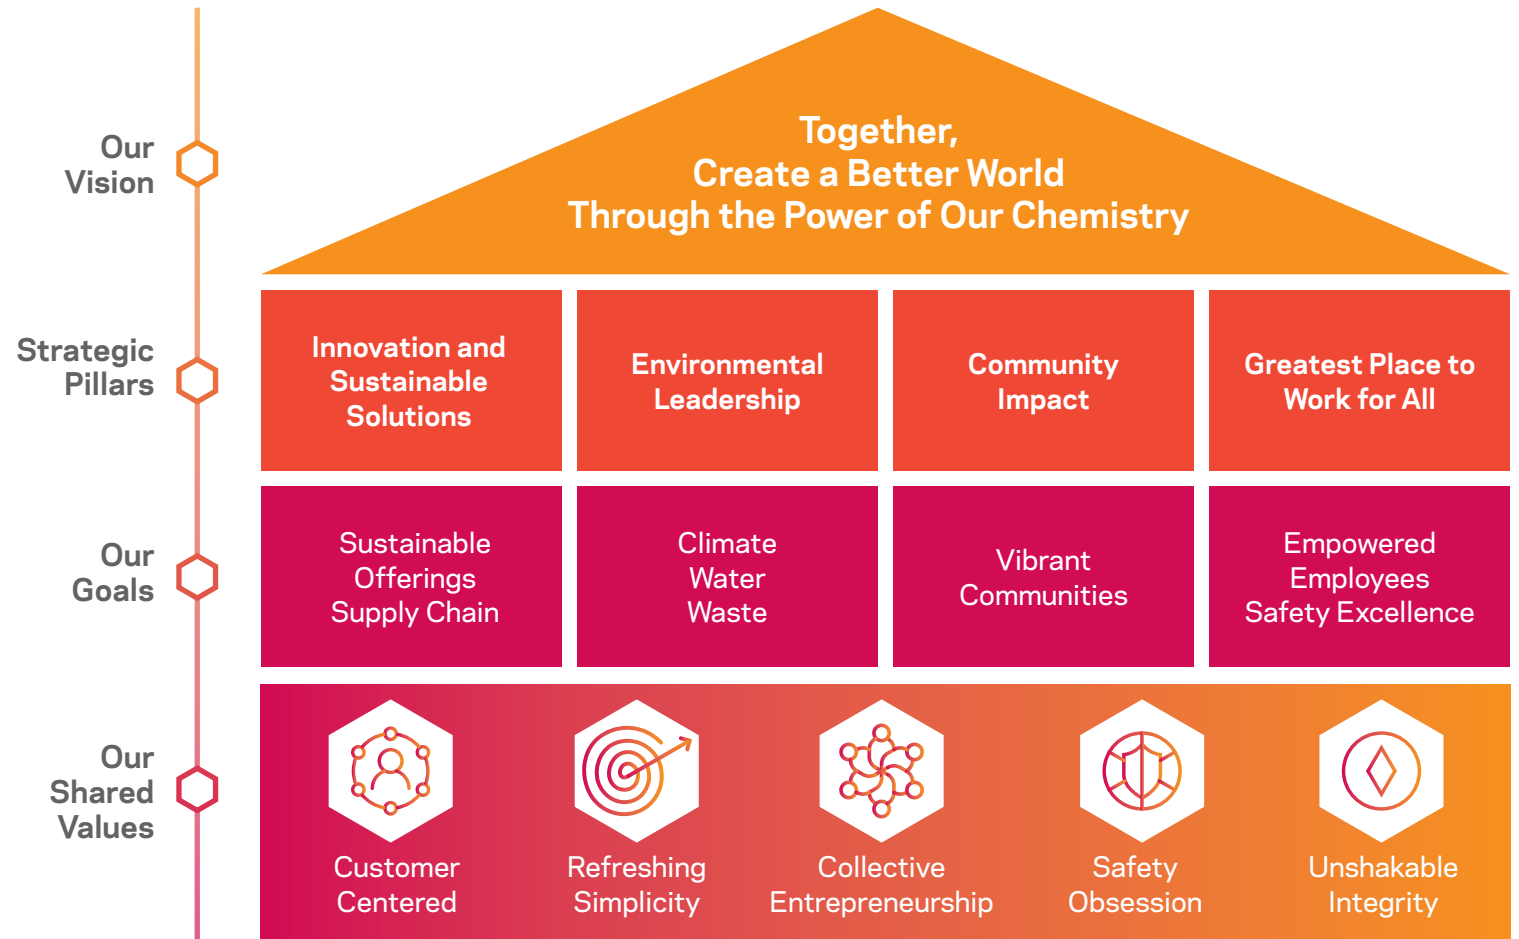 Our
Vision
Together,
Create a Better World
Through the Power of Our Chemistry
Strategic
Pillars
Innovation and
Sustainable
Solutions
Environmental
Leadership
Community
Impact
Greatest Place to
Work for All
Our
Goals
Sustainable
Offerings
Supply Chain
Climate
Water
Waste
Vibrant
Communities
Empowered
Employees
Safety Excellence
Our
Shared
Values
Customer
Centered
Refreshing
Simplicity
Collective
Entrepreneurship
Safety
Obsession
Unshakable
Integrity